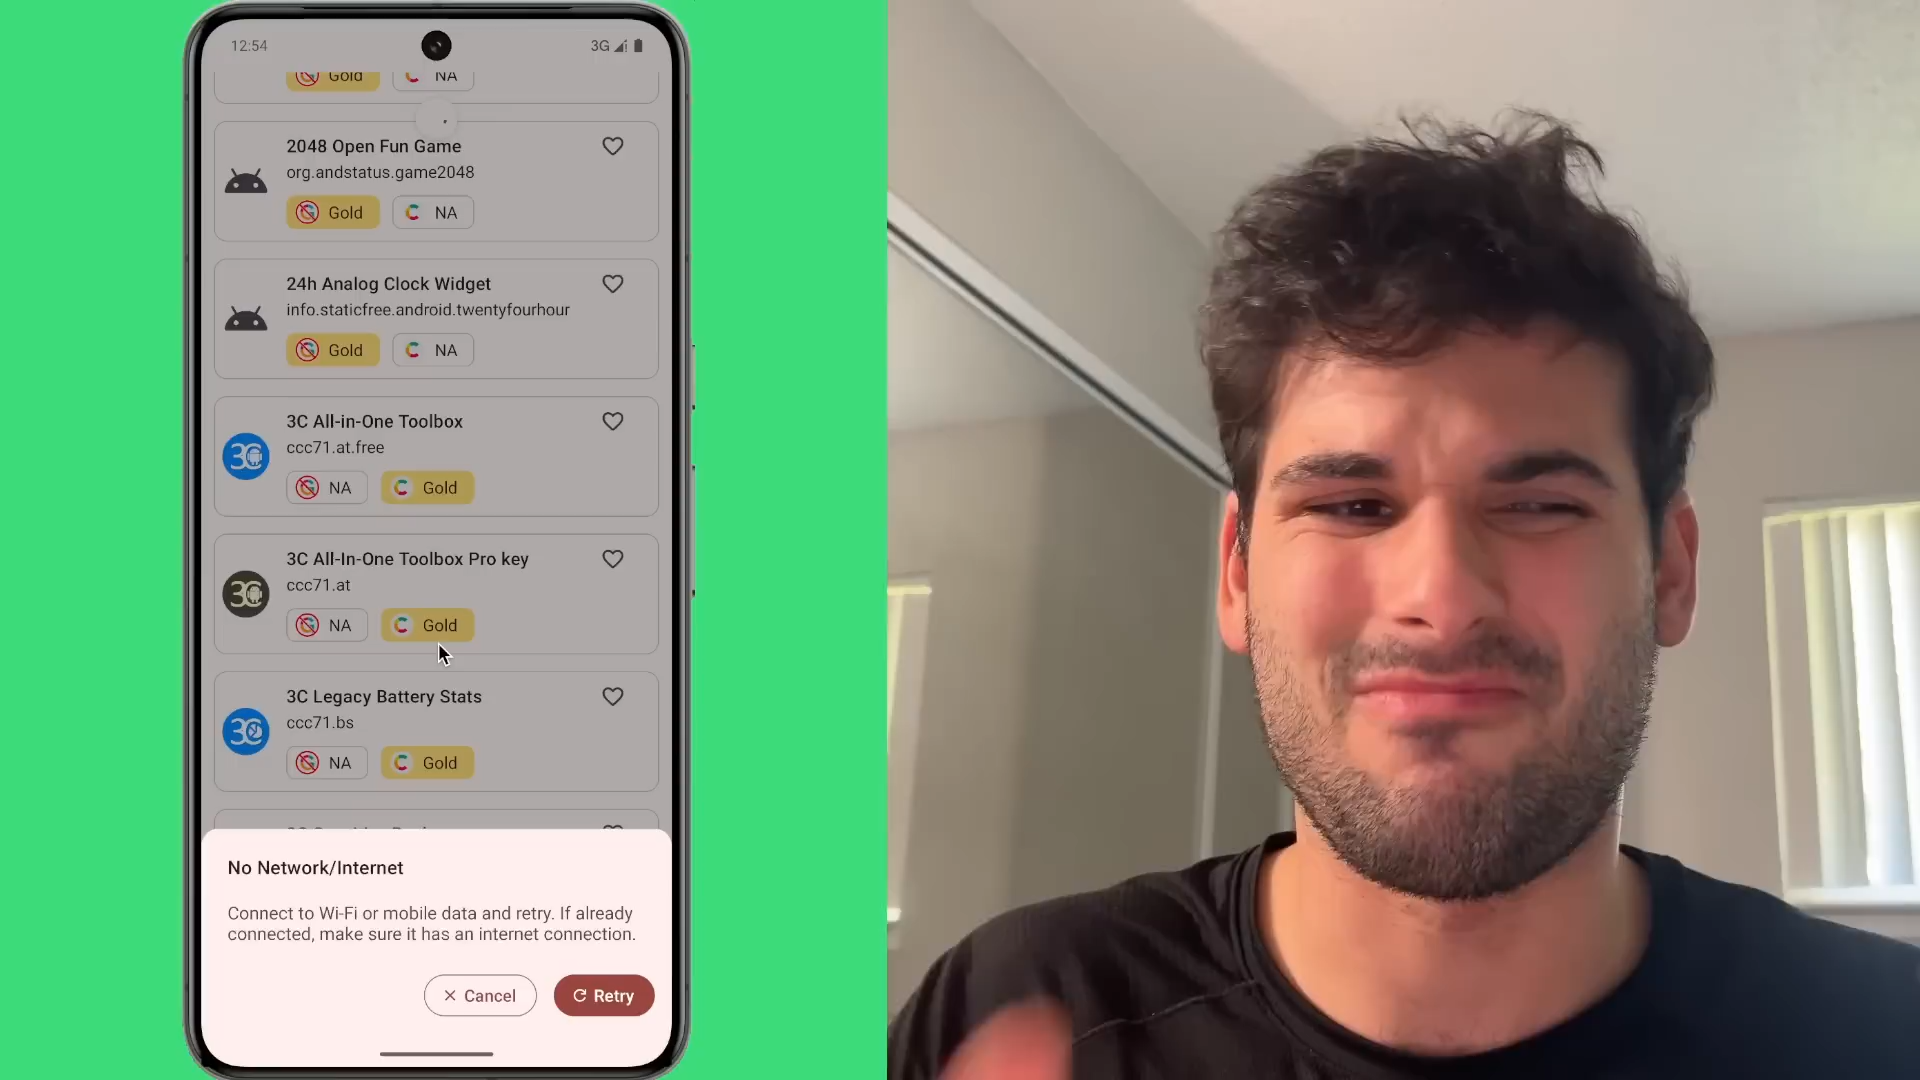 12:54
3G
Gold
NA
2048 Open Fun Game
org.andstatus.game2048
Gold
NA
24h Analog Clock Widget
info.staticfree.android.twentyfourhour
Gold
NA
3C All-in-One Toolbox
ccc71.at.free
NA
Gold
3C All-In-One Toolbox Pro key
ccc71.at
NA
Gold
3C Legacy Battery Stats
ccc71.bs
NA
Gold
No Network/Internet
Connect to Wi-Fi or mobile data and retry. If already
connected, make sure it has an internet connection.
Cancel
Retry